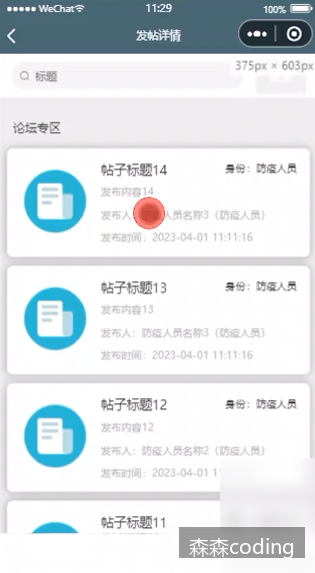 ●●●●● WeChat 11:29 100%
发帖详情
375px × 603px
标题
论坛专区
帖子标题14 身份：防疫人员
发布内容14
发布人：防疫人员名称3（防疫人员）
发布时间：2023-04-01 11:11:16
帖子标题13 身份：防疫人员
发布内容13
发布人：防疫人员名称3（防疫人员）
发布时间：2023-04-01 11:11:16
帖子标题12 身份：防疫人员
发布内容12
发布人：防疫人员名称2（防疫人员）
发布时间：2023-04-01 11:11:16
帖子标题11
森森coding